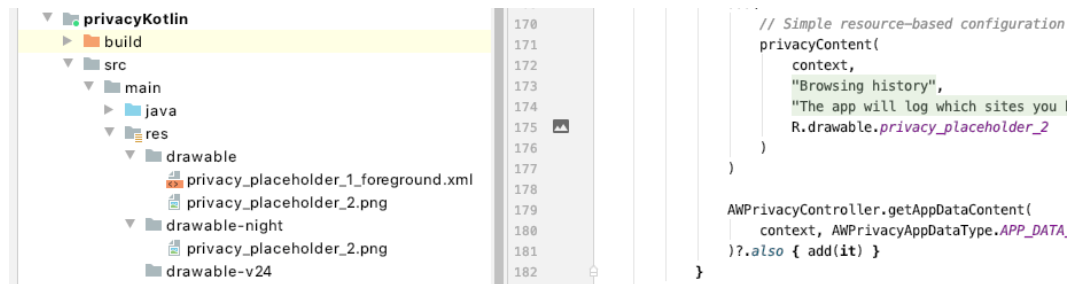 privacyKotlin
build
src
main
java
res
drawable
privacy_placeholder_1_foreground.xml
privacy_placeholder_2.png
drawable-night
privacy_placeholder_2.png
drawable-v24
170 // Simple resource-based configuration
171 privacyContent(
172 context,
173 "Browsing history",
174 "The app will log which sites you
175 R.drawable.privacy_placeholder_2
176 )
177 )
178
179 AWPrivacyController.getAppDataContent(
180 context, AWPrivacyAppDataType.APP_DATA_
181 )?.also { add(it) }
182 }